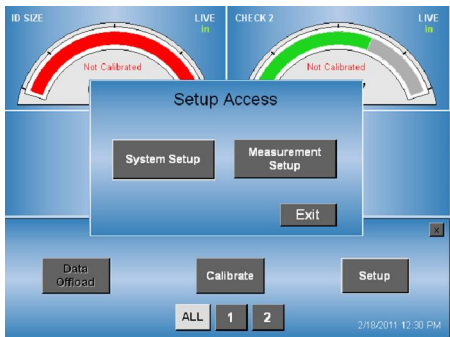 ID SIZE
LIVE
in
CHECK 2
LIVE
in
Not Calibrated
Not Calibrated
Setup Access
System Setup
Measurement
Setup
Exit
x
Data
Offload
Calibrate
Setup
ALL
1
2
2/18/2011 12:30 PM